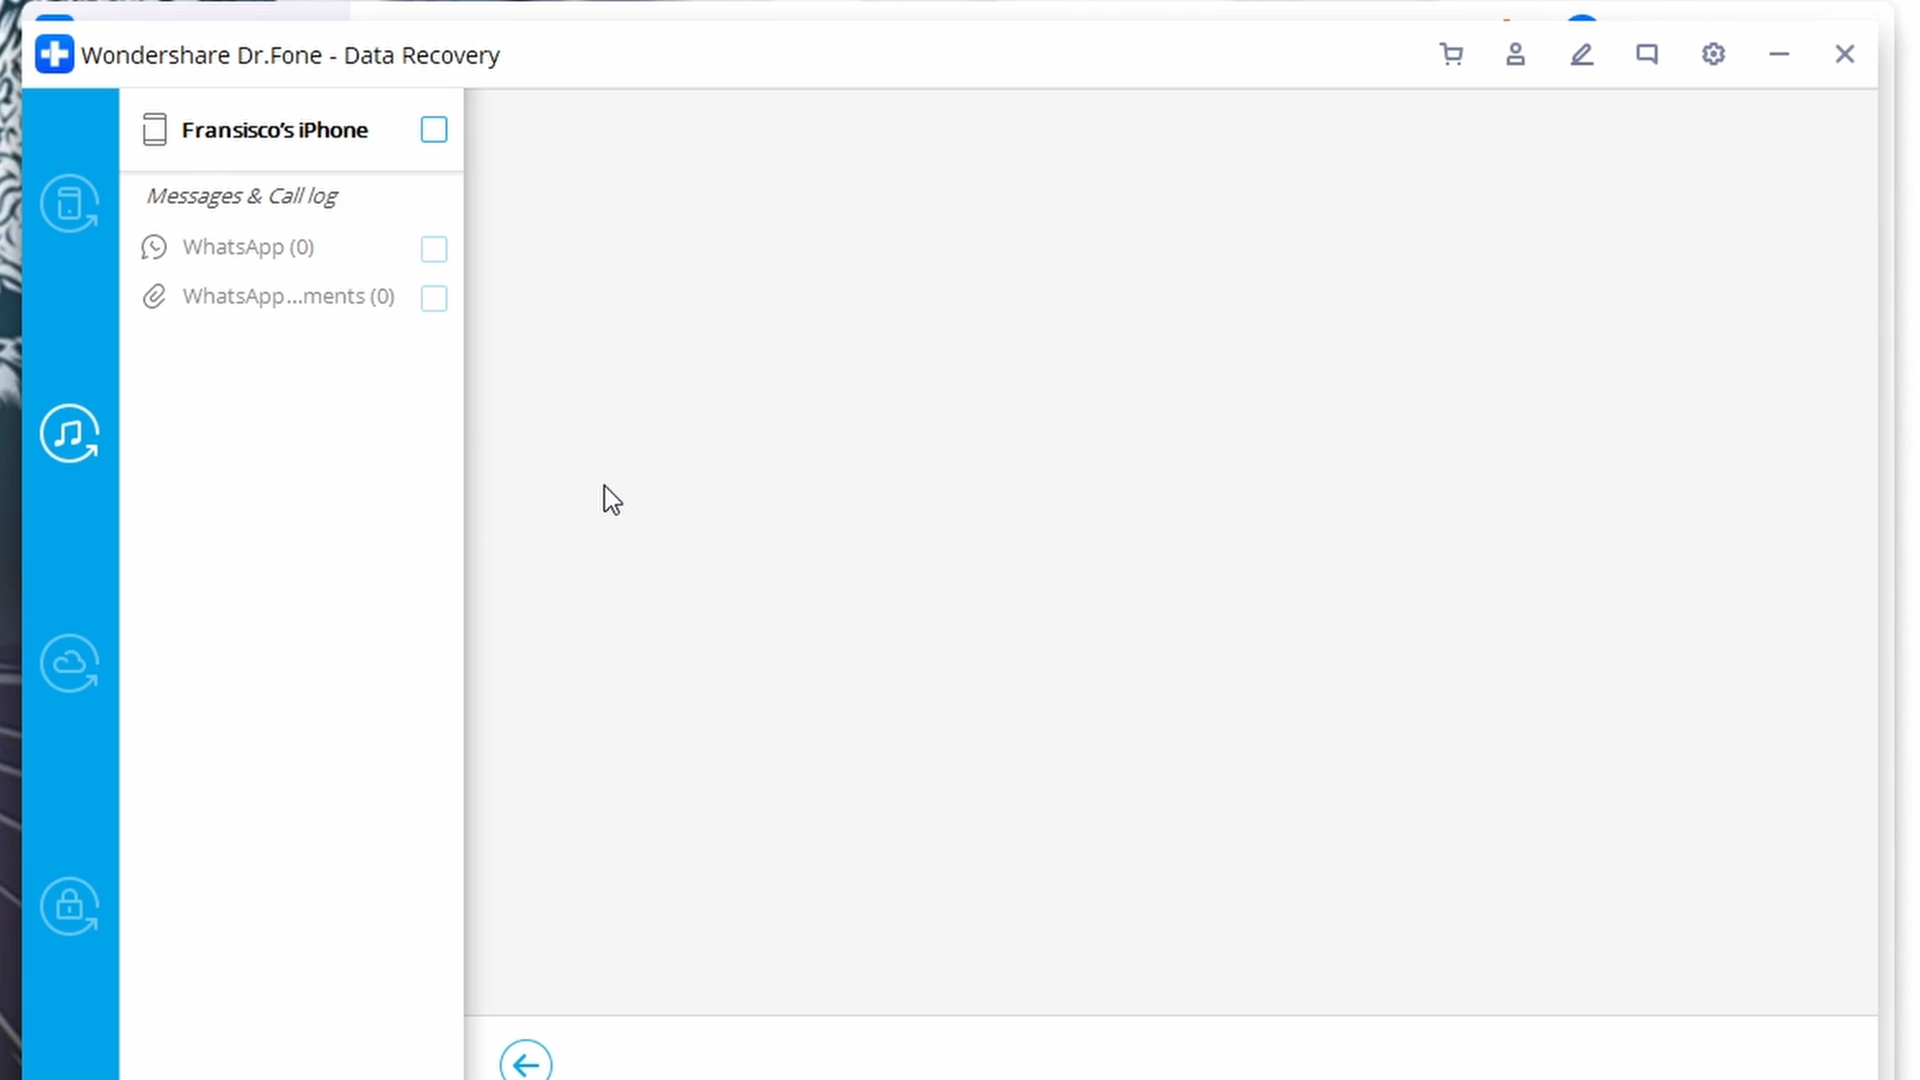 Wondershare Dr.Fone - Data Recovery
Fransisco's iPhone
Messages & Call log
WhatsApp (0)
WhatsApp...ments (0)